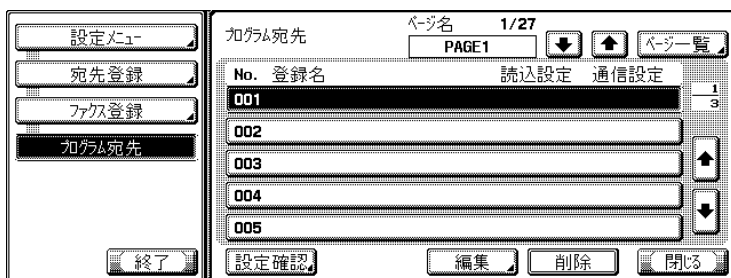 設定メニュー
宛先登録
ファクス登録
プログラム宛先
終了
プログラム宛先
ページ名 1/27
PAGE1
ページ一覧
No. 登録名 読込設定 通信設定
001
1
3
002
003
004
005
設定確認 編集 削除 閉じる